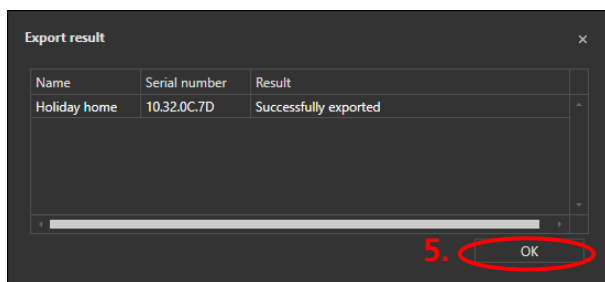 Export result
Name Serial number Result
Holiday home 10.32.0C.7D Successfully exported
5. OK